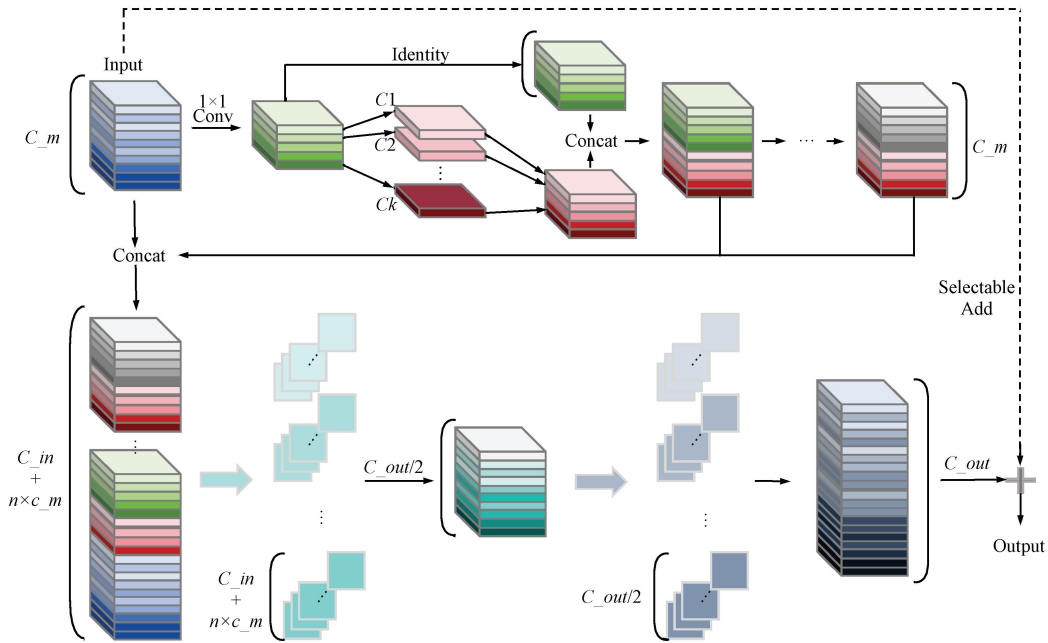 Input
Identity
C_m
1×1
Conv
C1
C2
⋮
Ck
Concat
...
C_m
Concat
Selectable
Add
C_in
+
n×c_m
⋮
C_out/2
⋮
C_in
+
n×c_m
⋮
C_out/2
C_out
Output